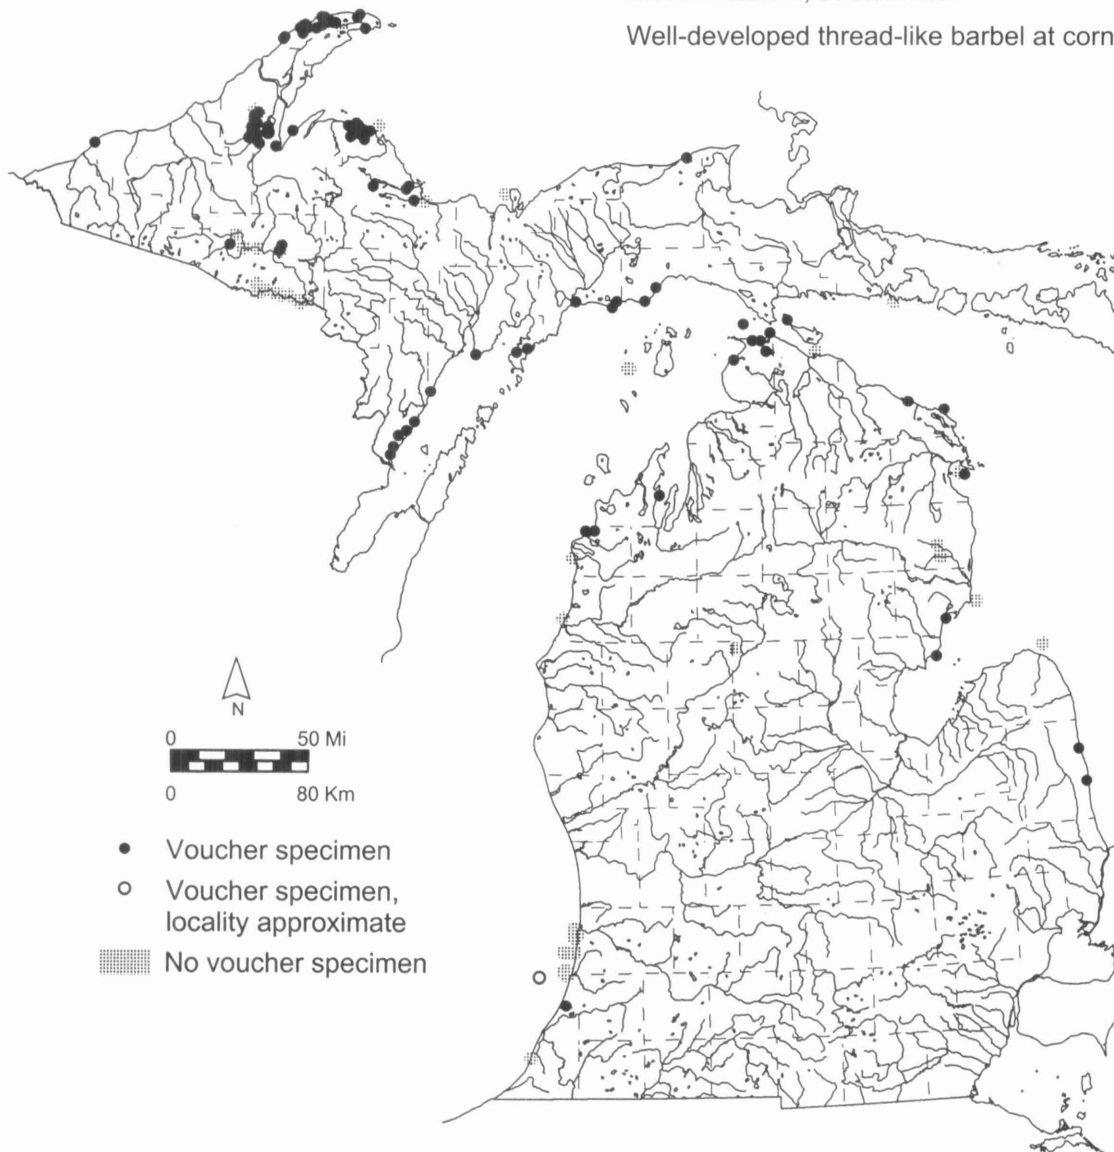 Well-developed thread-like barbel at corn
N
0 50 Mi
0 80 Km
Voucher specimen
Voucher specimen,
locality approximate
No voucher specimen